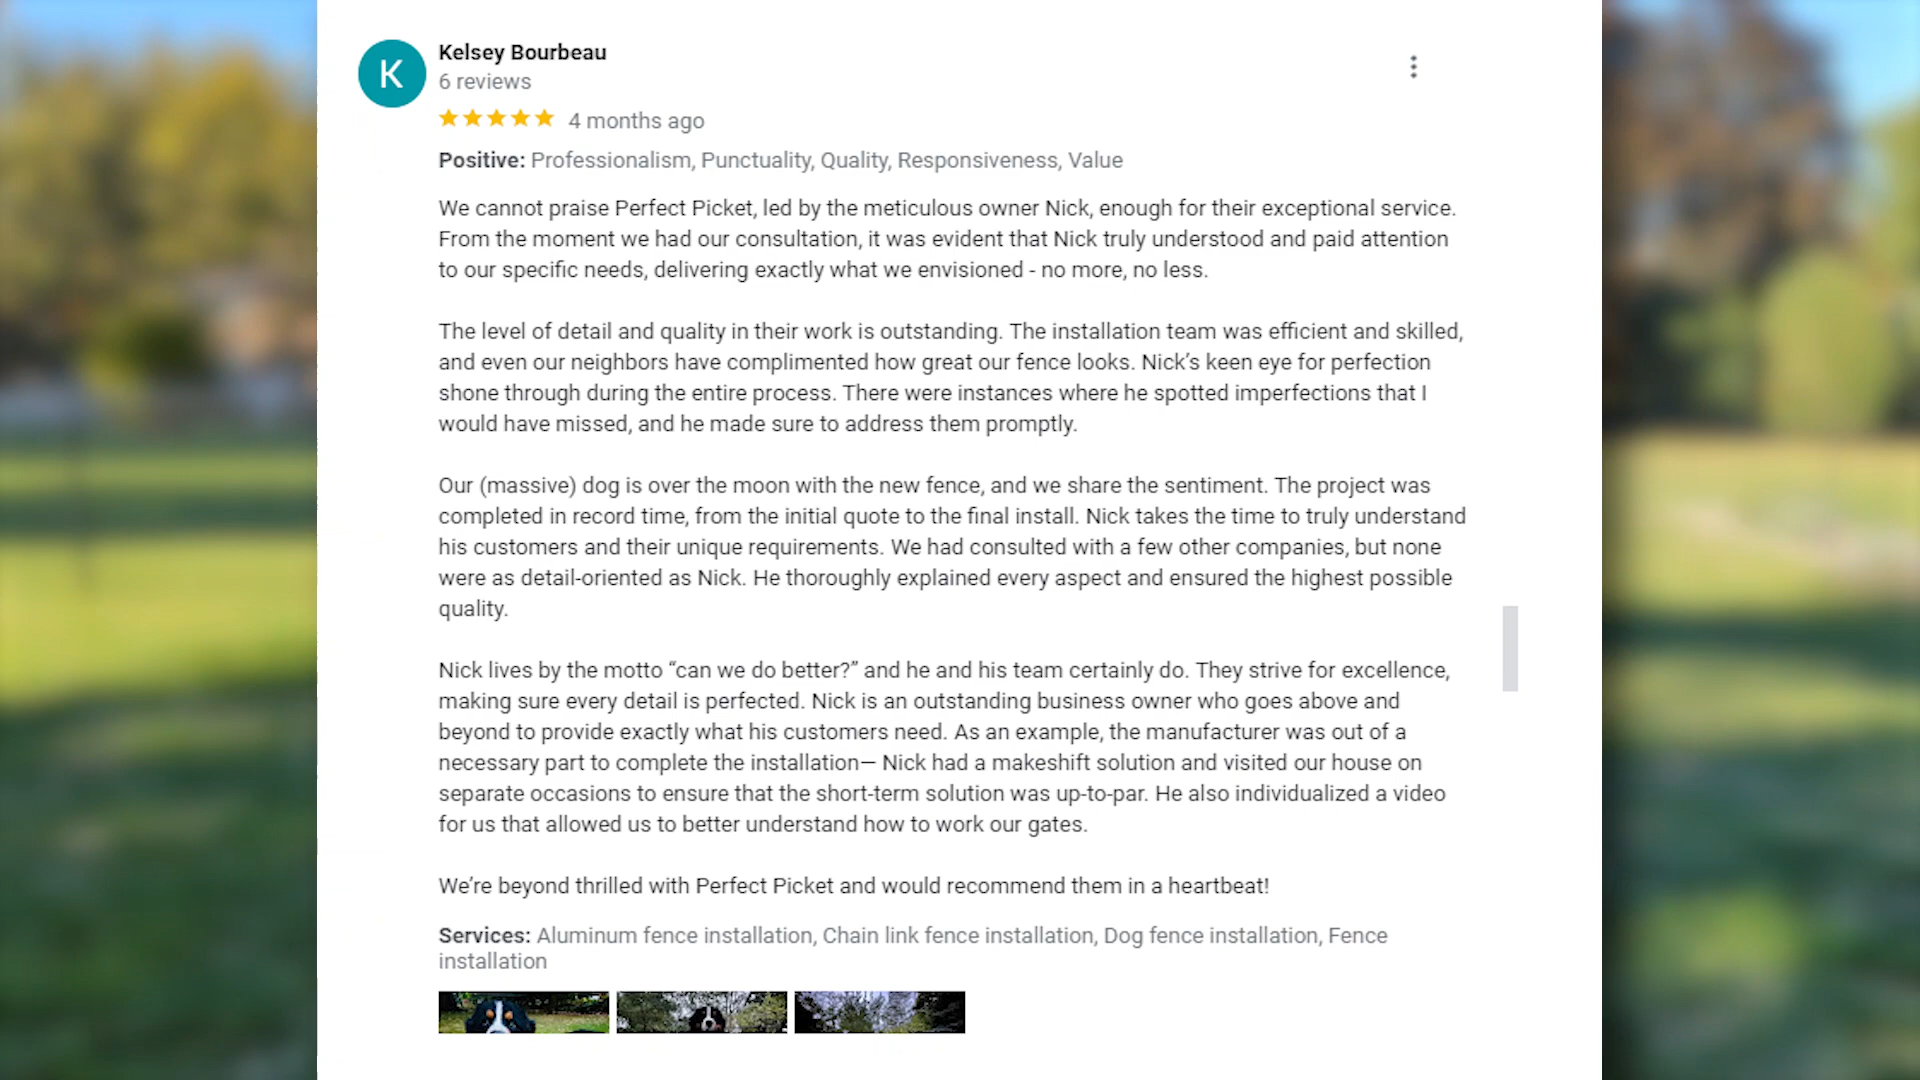 K
Kelsey Bourbeau
6 reviews
4 months ago
Positive: Professionalism, Punctuality, Quality, Responsiveness, Value
We cannot praise Perfect Picket, led by the meticulous owner Nick, enough for their exceptional service.
From the moment we had our consultation, it was evident that Nick truly understood and paid attention
to our specific needs, delivering exactly what we envisioned - no more, no less.
The level of detail and quality in their work is outstanding. The installation team was efficient and skilled,
and even our neighbors have complimented how great our fence looks. Nick’s keen eye for perfection
shone through during the entire process. There were instances where he spotted imperfections that I
would have missed, and he made sure to address them promptly.
Our (massive) dog is over the moon with the new fence, and we share the sentiment. The project was
completed in record time, from the initial quote to the final install. Nick takes the time to truly understand
his customers and their unique requirements. We had consulted with a few other companies, but none
were as detail-oriented as Nick. He thoroughly explained every aspect and ensured the highest possible
quality.
Nick lives by the motto “can we do better?” and he and his team certainly do. They strive for excellence,
making sure every detail is perfected. Nick is an outstanding business owner who goes above and
beyond to provide exactly what his customers need. As an example, the manufacturer was out of a
necessary part to complete the installation— Nick had a makeshift solution and visited our house on
separate occasions to ensure that the short-term solution was up-to-par. He also individualized a video
for us that allowed us to better understand how to work our gates.
We’re beyond thrilled with Perfect Picket and would recommend them in a heartbeat!
Services: Aluminum fence installation, Chain link fence installation, Dog fence installation, Fence
installation